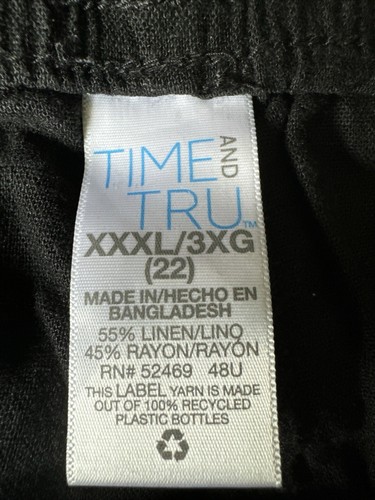 TIME AND
TRU™
XXXL/3XG
(22)
MADE IN/HECHO EN
BANGLADESH
55% LINEN/LINO
45% RAYON/RAYÓN
RN# 52469 48U
THIS LABEL YARN IS MADE
OUT OF 100% RECYCLED
PLASTIC BOTTLES